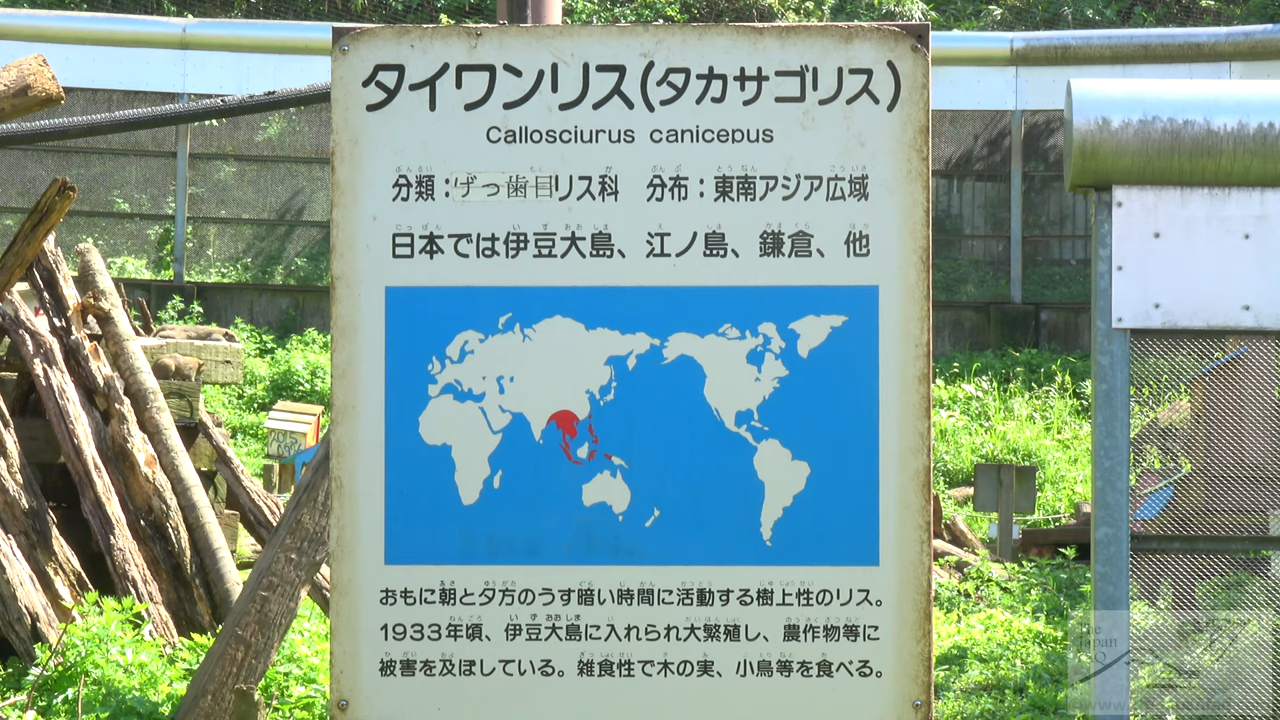 タイワンリス(タカサゴリス)
Callosciurus canicepus
分類:げっ歯目リス科 分布:東南アジア広域
日本では伊豆大島、江ノ島、鎌倉、他
おもに朝と夕方のうす暗い時間に活動する樹上性のリス。
1933年頃、伊豆大島に入れられ大繁殖し、農作物等に
被害を及ぼしている。雑食性で木の実、小鳥等を食べる。
The
Japan